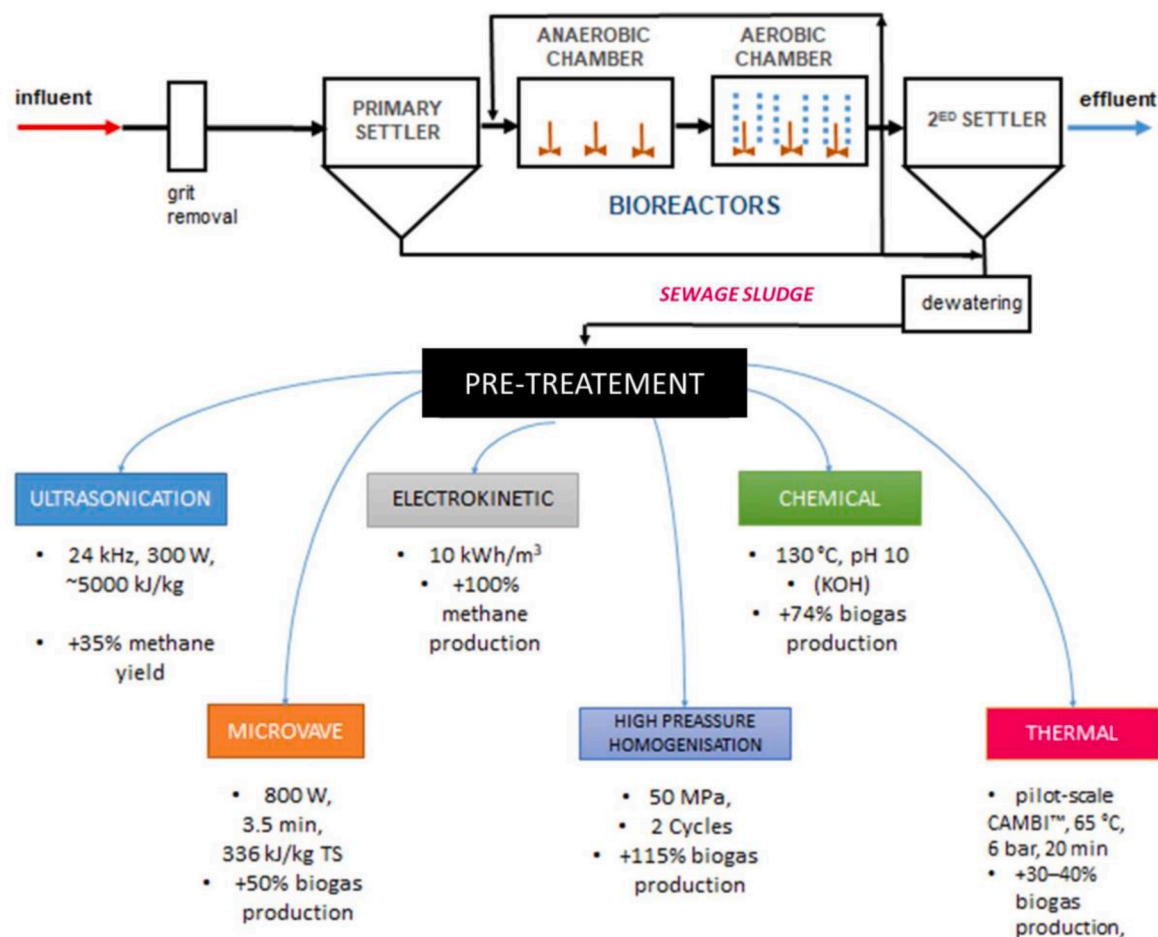 ANAEROBIC
CHAMBER
AEROBIC
CHAMBER
influent
PRIMARY
SETTLER
2ᴱᴰ SETTLER
effluent
grit
removal
BIOREACTORS
SEWAGE SLUDGE
dewatering
PRE-TREATEMENT
ULTRASONICATION
• 24 kHz, 300 W,
~5000 kJ/kg
• +35% methane
yield
ELECTROKINETIC
• 10 kWh/m³
• +100%
methane
production
CHEMICAL
• 130 ⁰C, pH 10
• (KOH)
• +74% biogas
production
MICROVAVE
• 800 W,
3.5 min,
336 kJ/kg TS
• +50% biogas
production
HIGH PREASSURE
HOMOGENISATION
• 50 MPa,
• 2 Cycles
• +115% biogas
production
THERMAL
• pilot-scale
CAMBI™, 65 ⁰C,
6 bar, 20 min
• +30–40%
biogas
production,